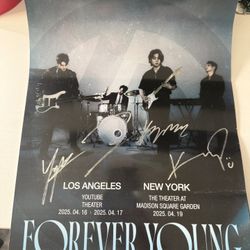 LOS ANGELES
YOUTUBE
THEATER
2025. 04. 16 · 2025. 04. 17
NEW YORK
THE THEATER AT
MADISON SQUARE GARDEN
2025. 04. 19
FOREVER YOUNG